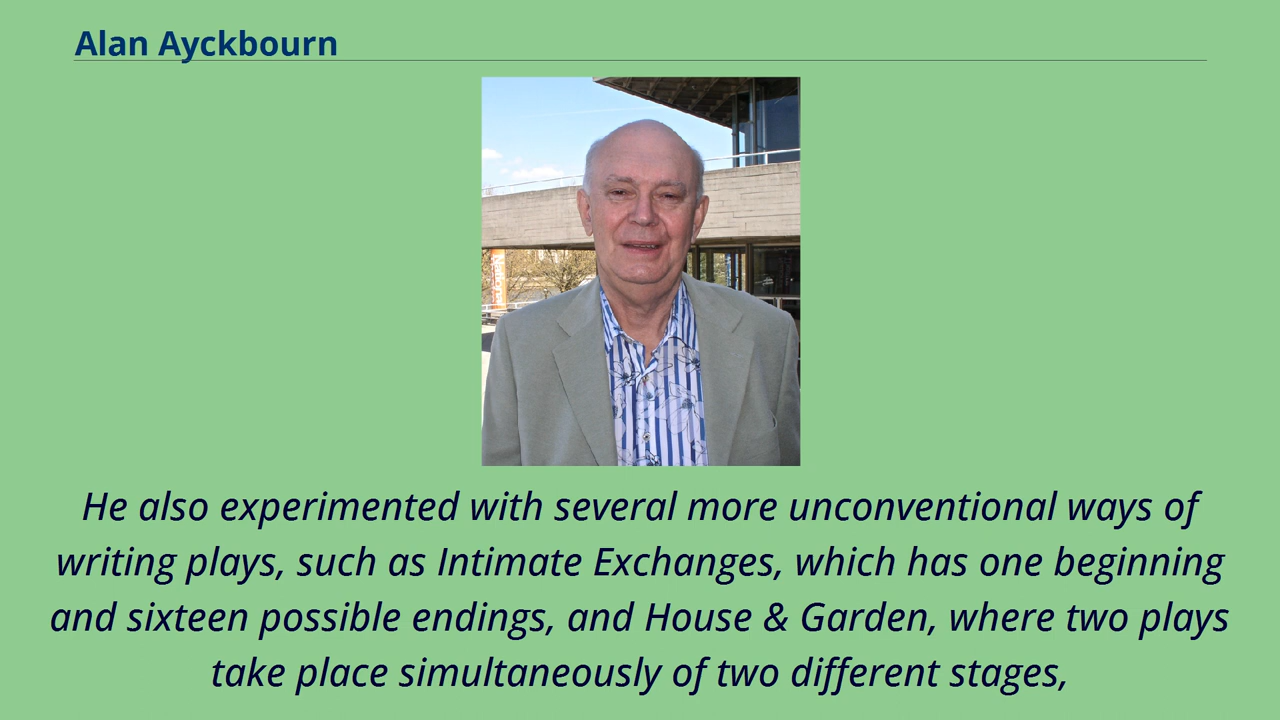 Alan Ayckbourn
He also experimented with several more unconventional ways of
writing plays, such as Intimate Exchanges, which has one beginning
and sixteen possible endings, and House & Garden, where two plays
take place simultaneously of two different stages,